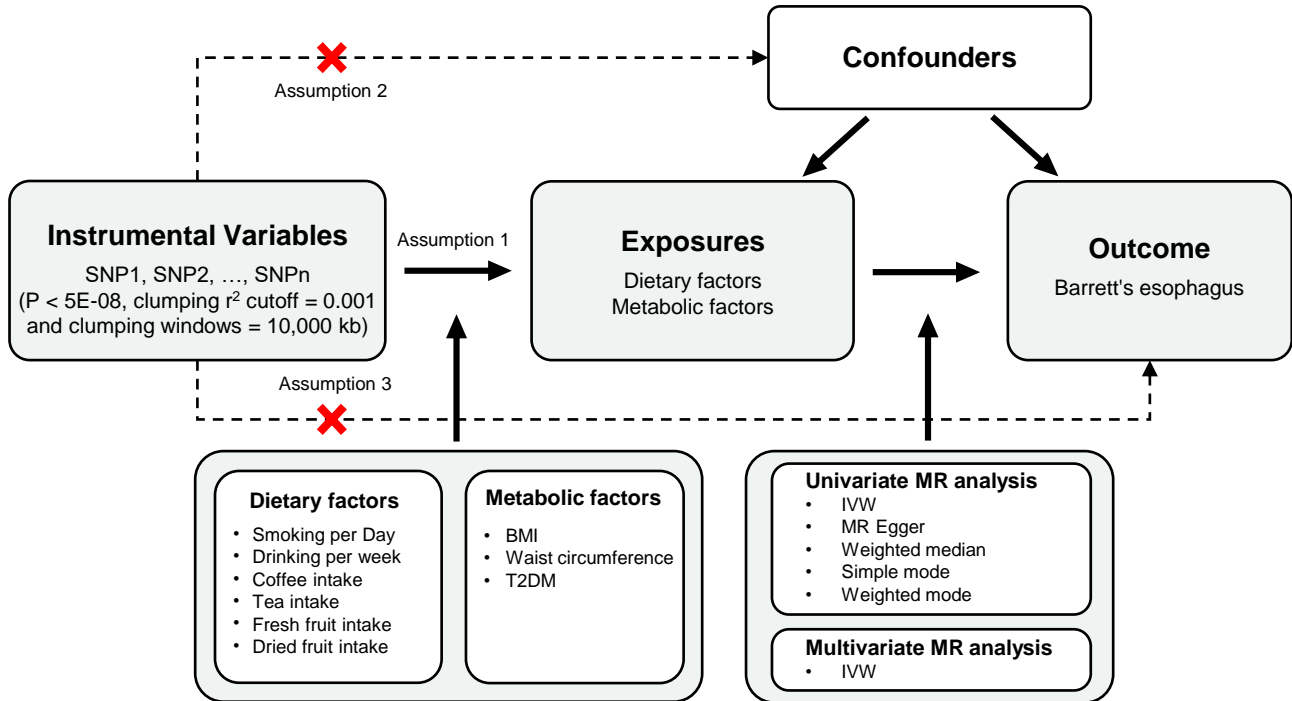 Confounders
Assumption 2
Instrumental Variables
SNP1, SNP2, …, SNPn
(P < 5E-08, clumping r² cutoff = 0.001
and clumping windows = 10,000 kb)
Assumption 1
Exposures
Dietary factors
Metabolic factors
Outcome
Barrett's esophagus
Assumption 3
Dietary factors
• Smoking per Day
• Drinking per week
• Coffee intake
• Tea intake
• Fresh fruit intake
• Dried fruit intake
Metabolic factors
• BMI
• Waist circumference
• T2DM
Univariate MR analysis
• IVW
• MR Egger
• Weighted median
• Simple mode
• Weighted mode
Multivariate MR analysis
• IVW